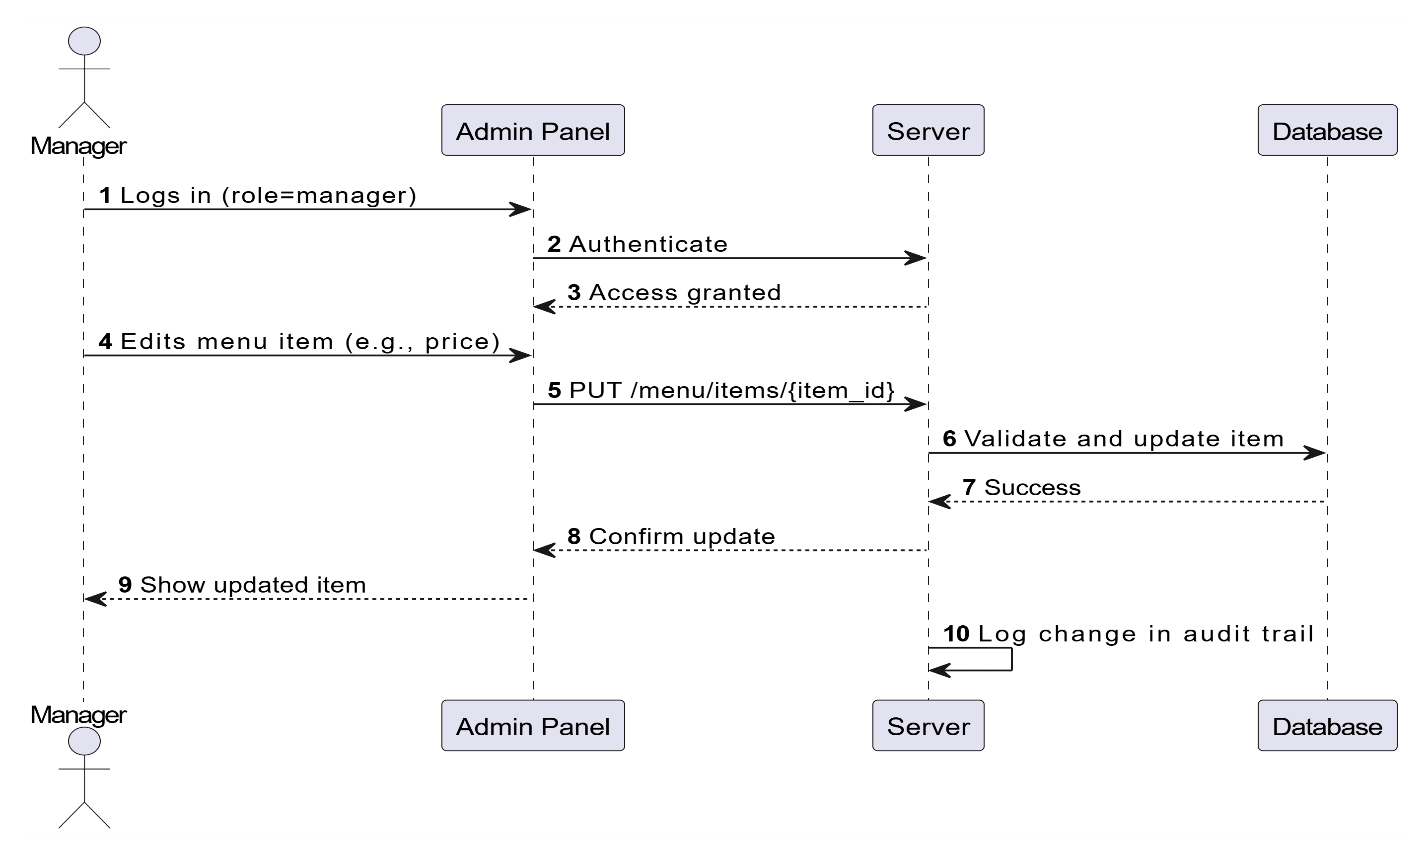 Manager
Admin Panel
Server
Database
1 Logs in (role=manager)
2 Authenticate
3 Access granted
4 Edits menu item (e.g., price)
5 PUT /menu/items/{item_id}
6 Validate and update item
7 Success
8 Confirm update
9 Show updated item
10 Log change in audit trail
Manager
Admin Panel
Server
Database